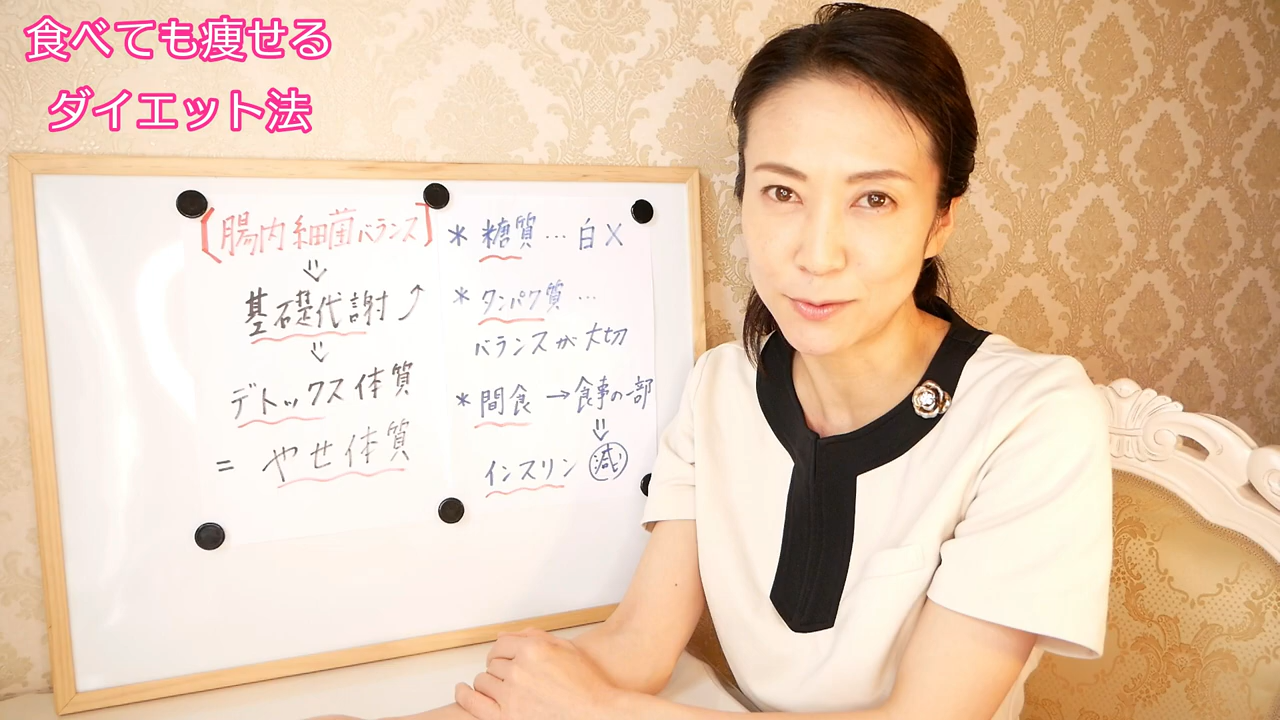 食べても痩せる
ダイエット法
[腸内細菌バランス]
⇓
基礎代謝⤴
⇓
デトックス体質
= やせ体質
* 糖質…白×
* タンパク質…
バランスが大切
* 間食→食事の一部
⇓
インスリン 減